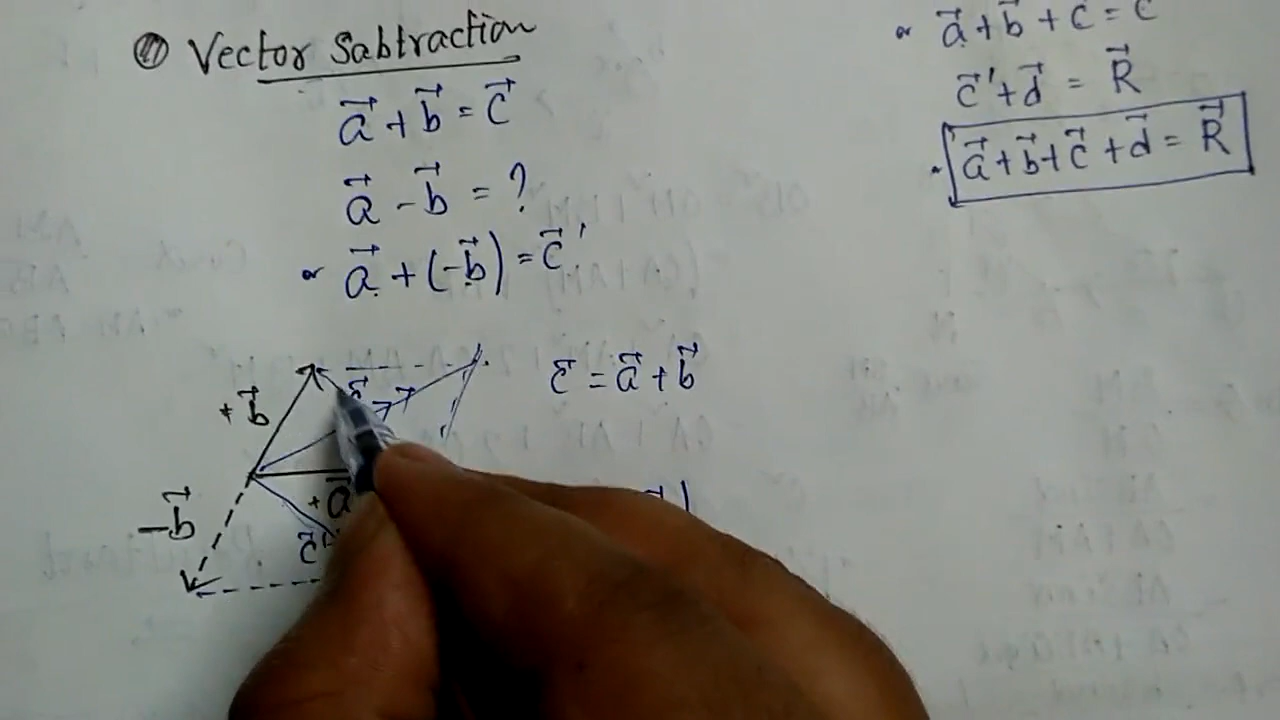 Vector Sabtraction
a⃗ + b⃗ = c⃗
a⃗ - b⃗ = ?
or a⃗ + (-b⃗) = c⃗'
or a⃗ + b⃗ + c = c
c⃗' + d⃗ = R⃗
a⃗ + b⃗ + c⃗ + d⃗ = R⃗
c⃗ = a⃗ + b⃗
c⃗
+b⃗
+a⃗
-b⃗
c⃗'